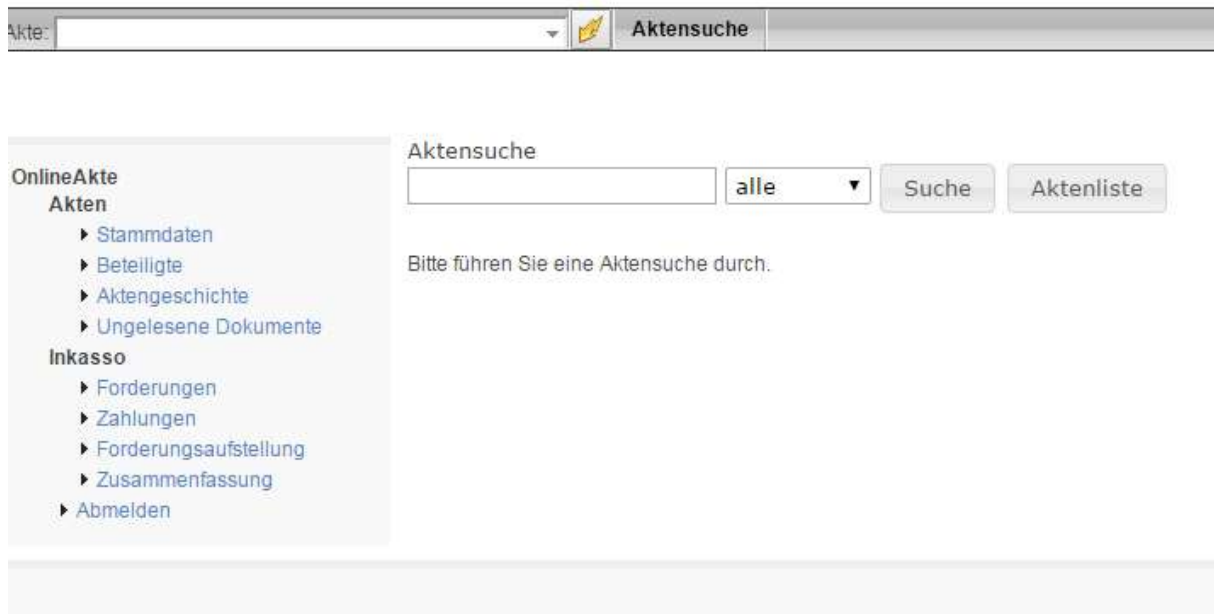 Akte:
Aktensuche
OnlineAkte
Akten
Stammdaten
Beteiligte
Aktengeschichte
Ungelesene Dokumente
Inkasso
Forderungen
Zahlungen
Forderungsaufstellung
Zusammenfassung
Abmelden
Aktensuche
alle Suche Aktenliste
Bitte führen Sie eine Aktensuche durch.